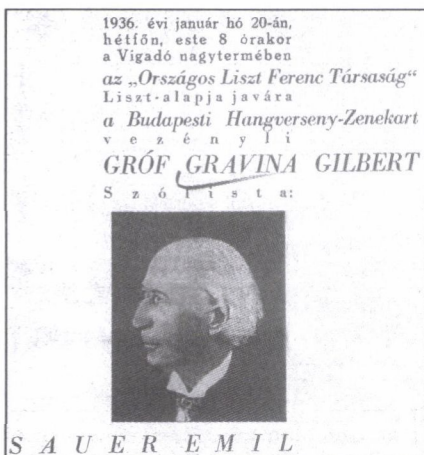 1936. évi január hó 20-án,
hétfőn, este 8 órakor
a Vigadó nagytermében
az „Országos Liszt Ferenc Társaság“
Liszt-alapja javára
a Budapesti Hangverseny-Zenekart
vezényli
GRÓF GRAVINA GILBERT
Szólista:
SAUER EMIL